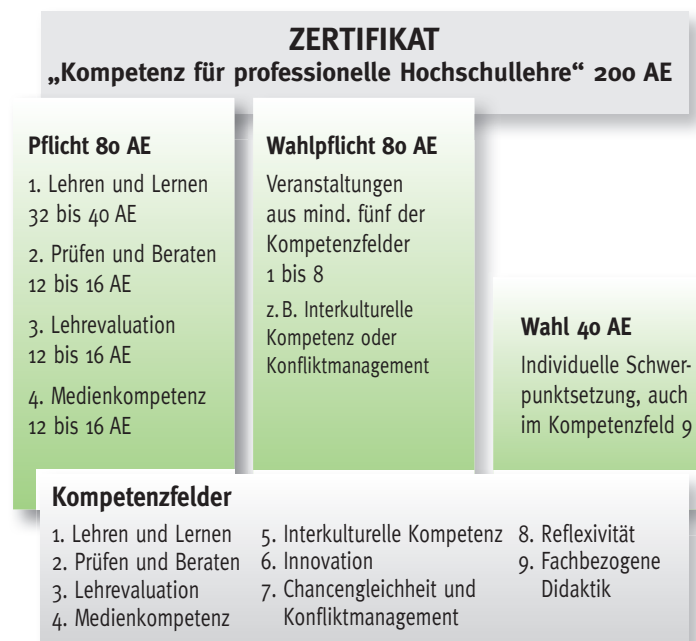 ZERTIFIKAT
„Kompetenz für professionelle Hochschullehre“ 200 AE
Pflicht 80 AE
1. Lehren und Lernen
32 bis 40 AE
2. Prüfen und Beraten
12 bis 16 AE
3. Lehrevaluation
12 bis 16 AE
4. Medienkompetenz
12 bis 16 AE
Wahlpflicht 80 AE
Veranstaltungen
aus mind. fünf der
Kompetenzfelder
1 bis 8
z. B. Interkulturelle
Kompetenz oder
Konfliktmanagement
Wahl 40 AE
Individuelle Schwer-
punktsetzung, auch
im Kompetenzfeld 9
Kompetenzfelder
1. Lehren und Lernen
2. Prüfen und Beraten
3. Lehrevaluation
4. Medienkompetenz
5. Interkulturelle Kompetenz
6. Innovation
7. Chancengleichheit und
Konfliktmanagement
8. Reflexivität
9. Fachbezogene
Didaktik